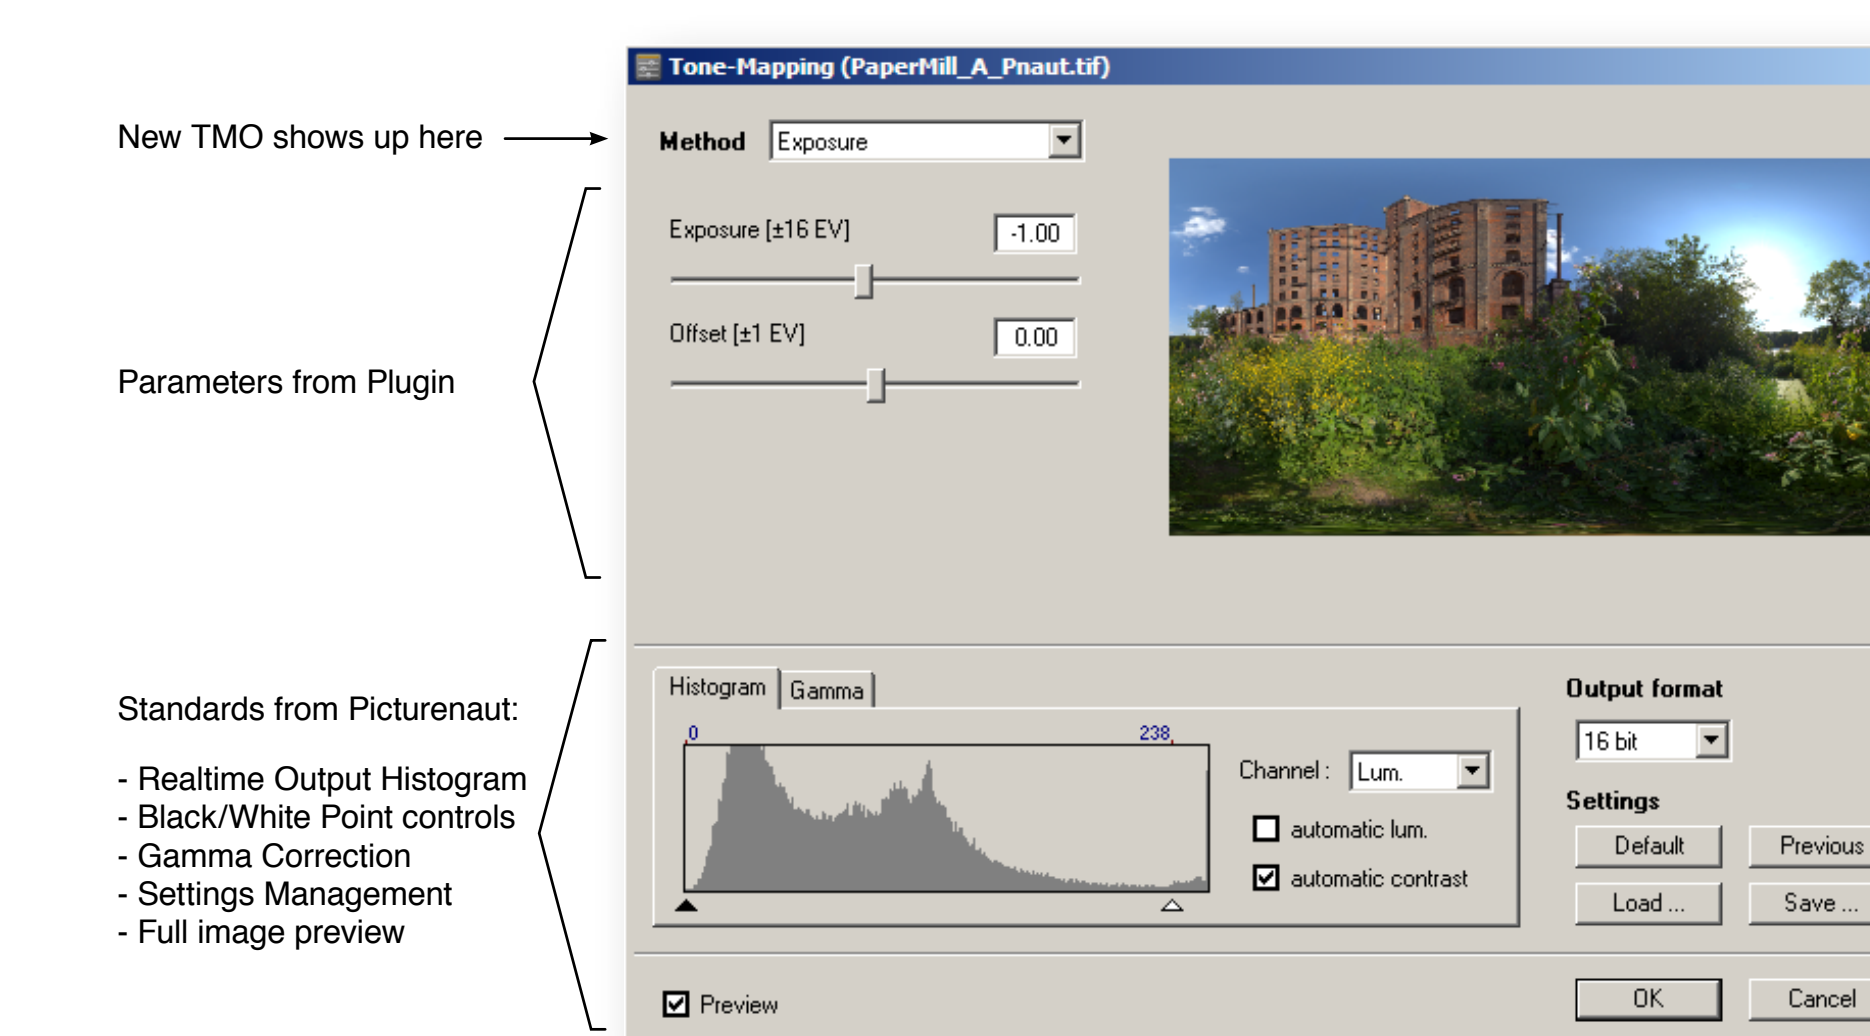 Tone-Mapping (PaperMill_A_Pnaut.tif)
New TMO shows up here
Method Exposure
Exposure [±16 EV] -1.00
Offset [±1 EV] 0.00
Parameters from Plugin
Standards from Picturenaut:
- Realtime Output Histogram
- Black/White Point controls
- Gamma Correction
- Settings Management
- Full image preview
Histogram Gamma
0 238
Channel : Lum.
automatic lum.
automatic contrast
Output format
16 bit
Settings
Default Previous
Load ... Save ...
Preview
OK Cancel